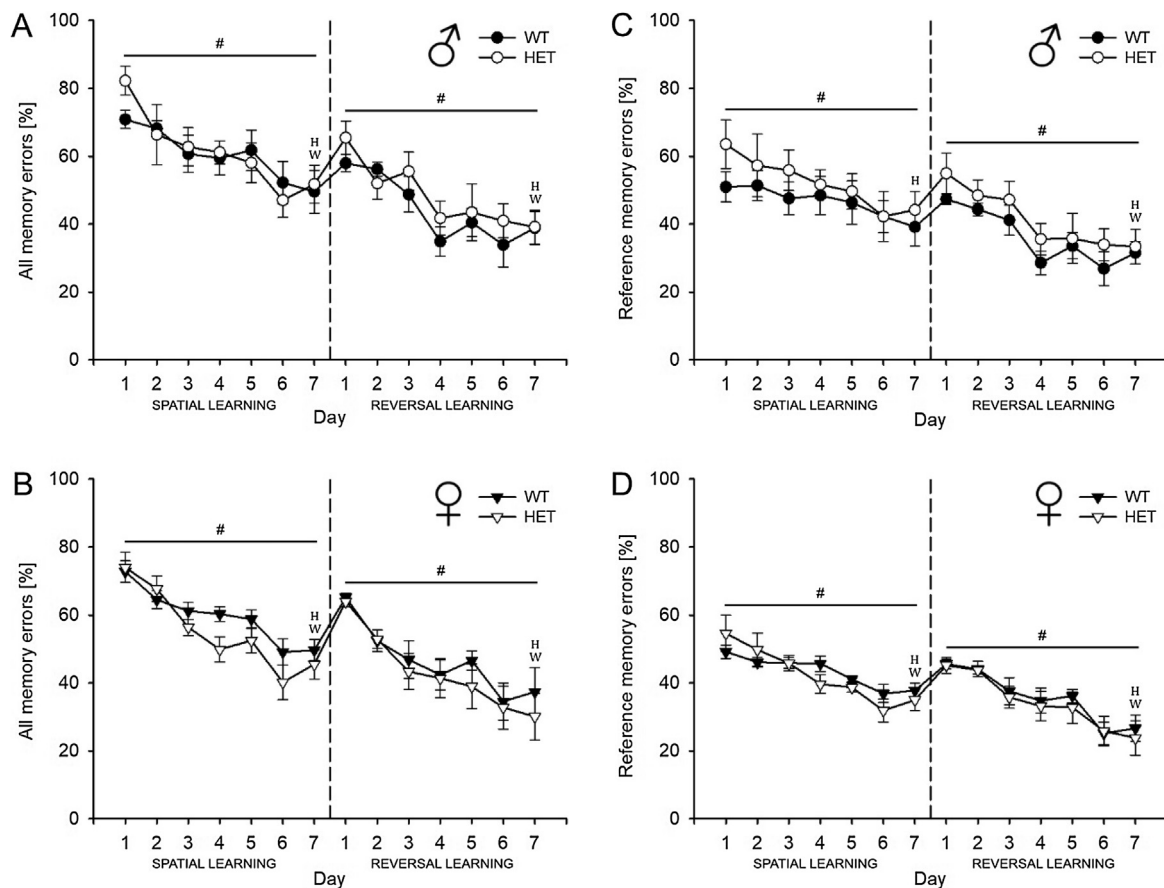 A
All memory errors [%]
100
80
60
40
20
0
#
#
♂
WT
HET
H
W
H
W
1 2 3 4 5 6 7 1 2 3 4 5 6 7
SPATIAL LEARNING REVERSAL LEARNING
Day
C
Reference memory errors [%]
100
80
60
40
20
0
#
#
♂
WT
HET
H
H
W
1 2 3 4 5 6 7 1 2 3 4 5 6 7
SPATIAL LEARNING REVERSAL LEARNING
Day
B
All memory errors [%]
100
80
60
40
20
0
#
#
♀
WT
HET
H
W
H
W
1 2 3 4 5 6 7 1 2 3 4 5 6 7
SPATIAL LEARNING REVERSAL LEARNING
Day
D
Reference memory errors [%]
100
80
60
40
20
0
#
#
♀
WT
HET
H
W
H
W
1 2 3 4 5 6 7 1 2 3 4 5 6 7
SPATIAL LEARNING REVERSAL LEARNING
Day